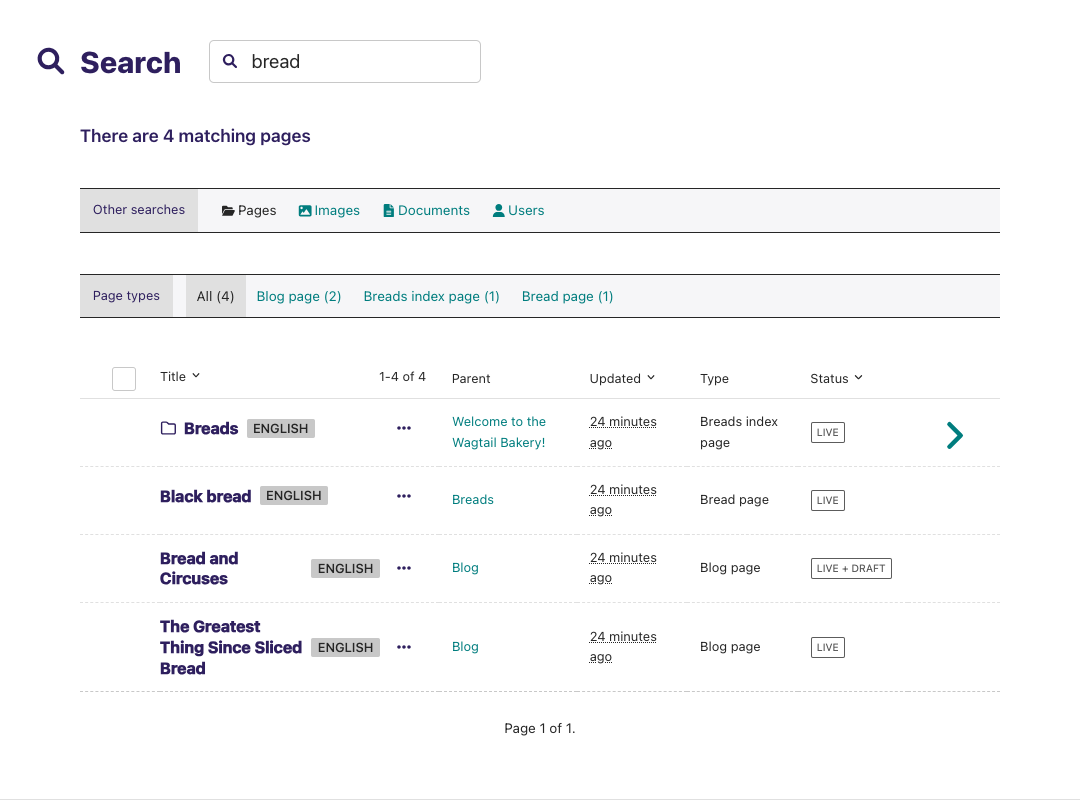 Search
bread
There are 4 matching pages
Other searches Pages Images Documents Users
Page types All (4) Blog page (2) Breads index page (1) Bread page (1)
Title 1-4 of 4 Parent Updated Type Status
Breads ENGLISH ••• Welcome to the Wagtail Bakery! 24 minutes ago Breads index page LIVE
Black bread ENGLISH ••• Breads 24 minutes ago Bread page LIVE
Bread and Circuses ENGLISH ••• Blog 24 minutes ago Blog page LIVE + DRAFT
The Greatest Thing Since Sliced Bread ENGLISH ••• Blog 24 minutes ago Blog page LIVE
Page 1 of 1.